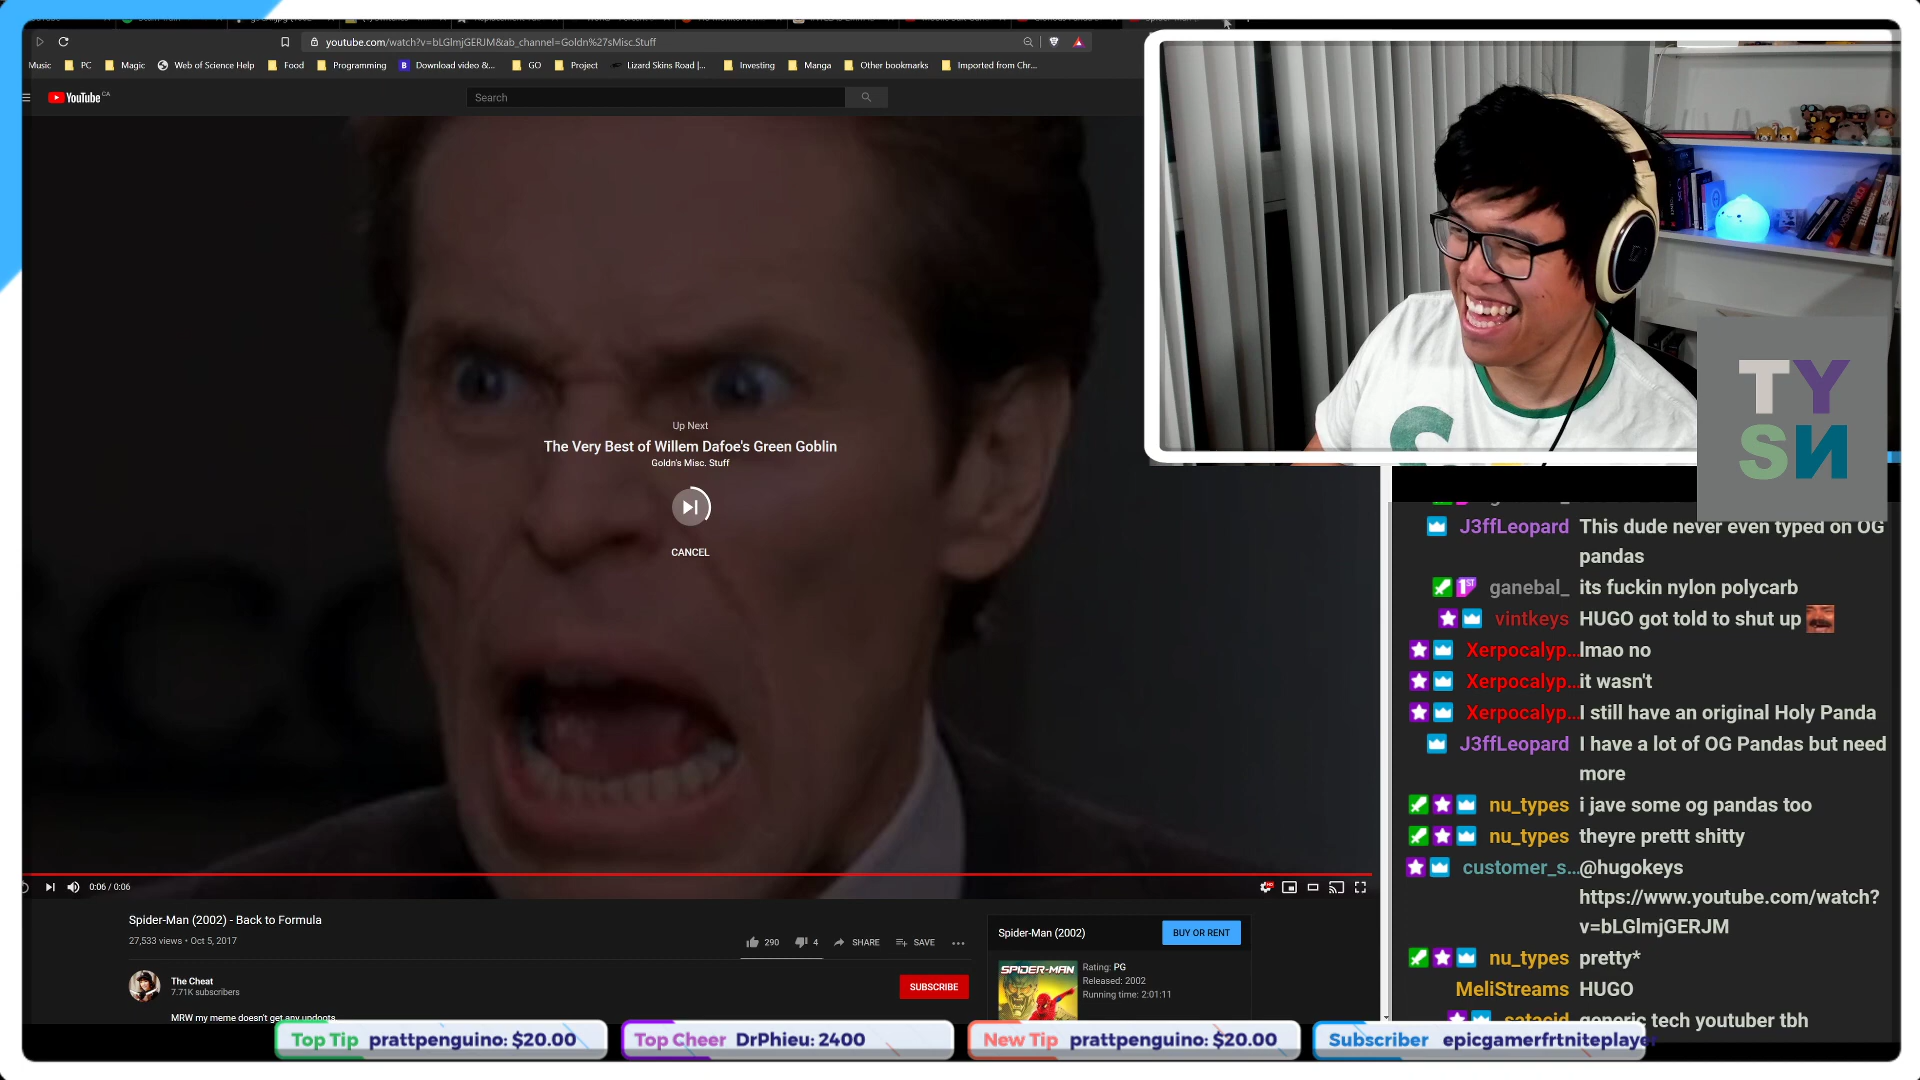 youtube.com/watch?v=bLGlmjGERJM&ab_channel=Goldn%27sMisc.Stuff
Music PC Magic Web of Science Help Food Programming Download video &... GO Project Lizard Skins Road |... Investing Manga Other bookmarks Imported from Chr...
YouTube CA
Search
Up Next
The Very Best of Willem Dafoe's Green Goblin
Goldn's Misc. Stuff
CANCEL
0:06 / 0:06
Spider-Man (2002) - Back to Formula
27,533 views • Oct 5, 2017
290 4 SHARE SAVE
The Cheat
7.71K subscribers
SUBSCRIBE
MRW my meme doesn't get any updoots
Spider-Man (2002)
BUY OR RENT
SPIDER-MAN
Rating: PG
Released: 2002
Running time: 2:01:11
TY
SN
J3ffLeopard This dude never even typed on OG
pandas
ganebal_ its fuckin nylon polycarb
vintkeys HUGO got told to shut up
Xerpocalyp... lmao no
Xerpocalyp... it wasn't
Xerpocalyp... I still have an original Holy Panda
J3ffLeopard I have a lot of OG Pandas but need
more
nu_types i jave some og pandas too
nu_types theyre prettt shitty
customer_s... @hugokeys
https://www.youtube.com/watch?
v=bLGlmjGERJM
nu_types pretty*
MeliStreams HUGO
satacid generic tech youtuber tbh
Top Tip prattpenguino: $20.00
Top Cheer DrPhieu: 2400
New Tip prattpenguino: $20.00
Subscriber epicgamerfrtniteplayer